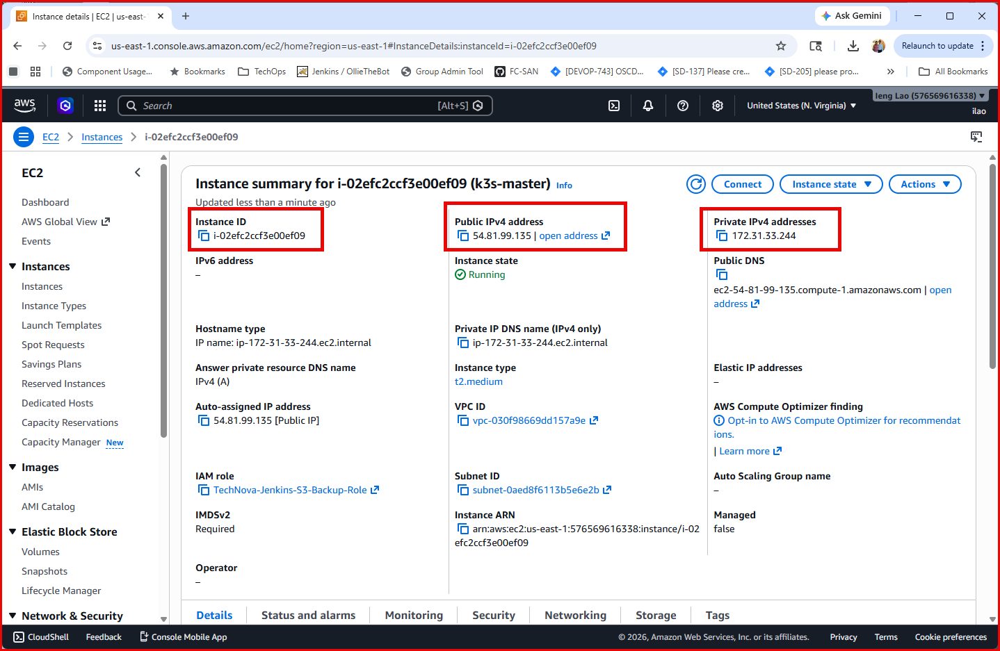 Instance details | EC2 | us-east-
Ask Gemini
us-east-1.console.aws.amazon.com/ec2/home?region=us-east-1#InstanceDetails:instanceId=i-02efc2ccf3e00ef09
Relaunch to update
Component Usage...
Bookmarks
TechOps
Jenkins / OllieTheBot
Group Admin Tool
FC-SAN
[DEVOP-743] OSCD...
[SD-137] Please cre...
[SD-205] please pro...
All Bookmarks
aws
Search
[Alt+S]
United States (N. Virginia)
Ieng Lao (576569616338)
ilao
EC2
Instances
i-02efc2ccf3e00ef09
EC2
Dashboard
AWS Global View
Events
Instances
Instances
Instance Types
Launch Templates
Spot Requests
Savings Plans
Reserved Instances
Dedicated Hosts
Capacity Reservations
Capacity Manager New
Images
AMIs
AMI Catalog
Elastic Block Store
Volumes
Snapshots
Lifecycle Manager
Network & Security
Instance summary for i-02efc2ccf3e00ef09 (k3s-master) Info
Updated less than a minute ago
Connect
Instance state
Actions
Instance ID
i-02efc2ccf3e00ef09
Public IPv4 address
54.81.99.135 | open address
Private IPv4 addresses
172.31.33.244
IPv6 address
–
Instance state
Running
Public DNS
ec2-54-81-99-135.compute-1.amazonaws.com | open
address
Hostname type
IP name: ip-172-31-33-244.ec2.internal
Private IP DNS name (IPv4 only)
ip-172-31-33-244.ec2.internal
Answer private resource DNS name
IPv4 (A)
Instance type
t2.medium
Elastic IP addresses
–
Auto-assigned IP address
54.81.99.135 [Public IP]
VPC ID
vpc-030f98669dd157a9e
AWS Compute Optimizer finding
Opt-in to AWS Compute Optimizer for recommendat
ions.
| Learn more
IAM role
TechNova-Jenkins-S3-Backup-Role
Subnet ID
subnet-0aed8f6113b5e6e2b
Auto Scaling Group name
–
IMDSv2
Required
Instance ARN
arn:aws:ec2:us-east-1:576569616338:instance/i-02
efc2ccf3e00ef09
Managed
false
Operator
–
Details
Status and alarms
Monitoring
Security
Networking
Storage
Tags
CloudShell
Feedback
Console Mobile App
© 2026, Amazon Web Services, Inc. or its affiliates.
Privacy
Terms
Cookie preferences